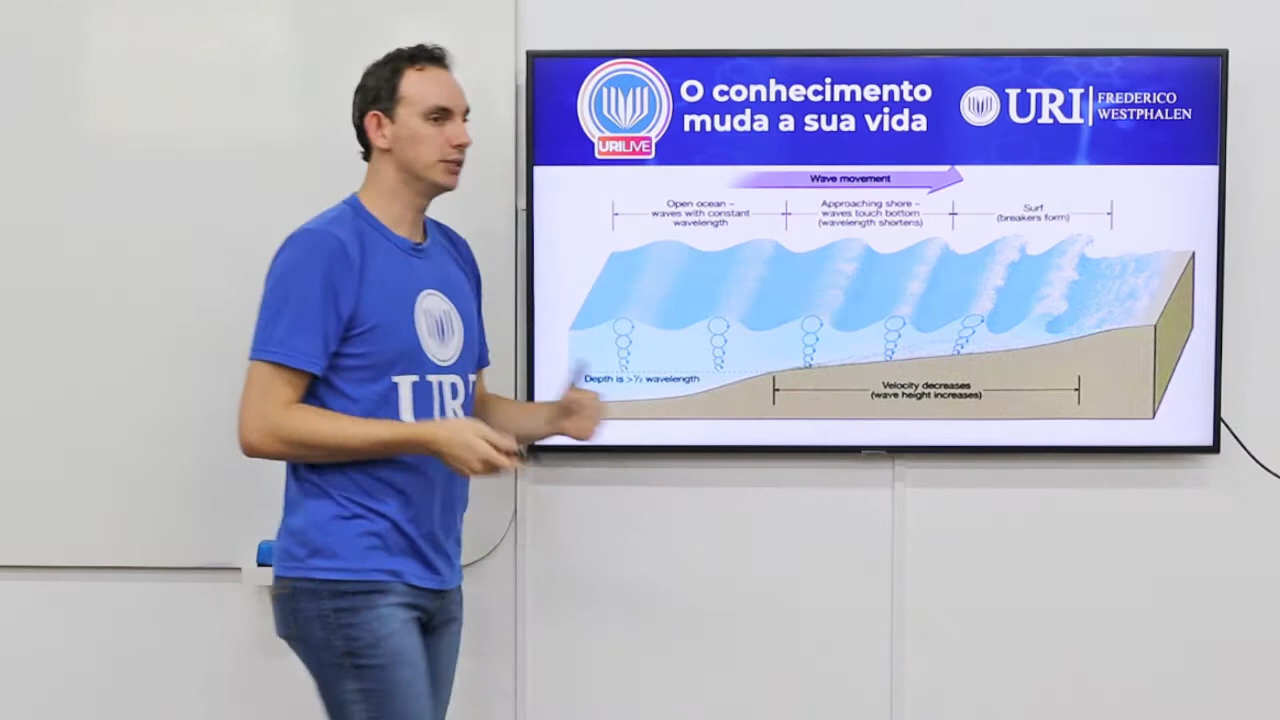 O conhecimento
muda a sua vida
URILIVE
URI
FREDERICO
WESTPHALEN
Wave movement
Open ocean –
waves with constant
wavelength
Approaching shore –
waves touch bottom
(wavelength shortens)
Surf
(breakers form)
Depth is >½ wavelength
Velocity decreases
(wave height increases)
URI